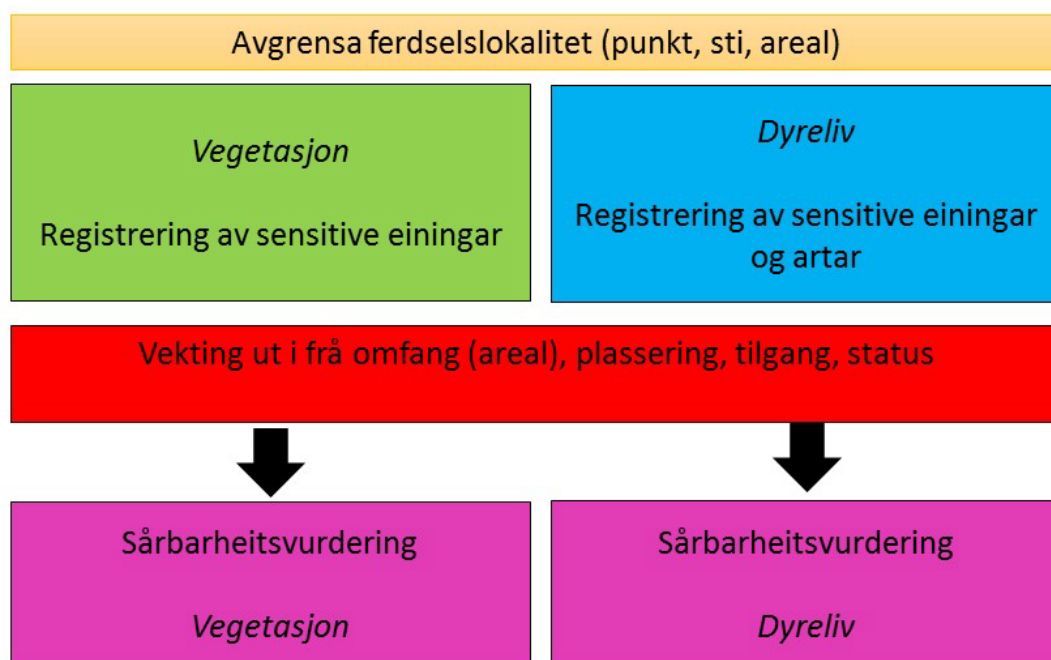 Avgrensa ferdselslokalitet (punkt, sti, areal)
Vegetasjon
Registrering av sensitive einingar
Dyreliv
Registrering av sensitive einingar
og artar
Vekting ut i frå omfang (areal), plassering, tilgang, status
Sårbarheitsvurdering
Vegetasjon
Sårbarheitsvurdering
Dyreliv